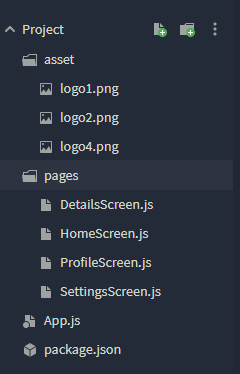 Project
asset
logo1.png
logo2.png
logo4.png
pages
DetailsScreen.js
HomeScreen.js
ProfileScreen.js
SettingsScreen.js
App.js
package.json